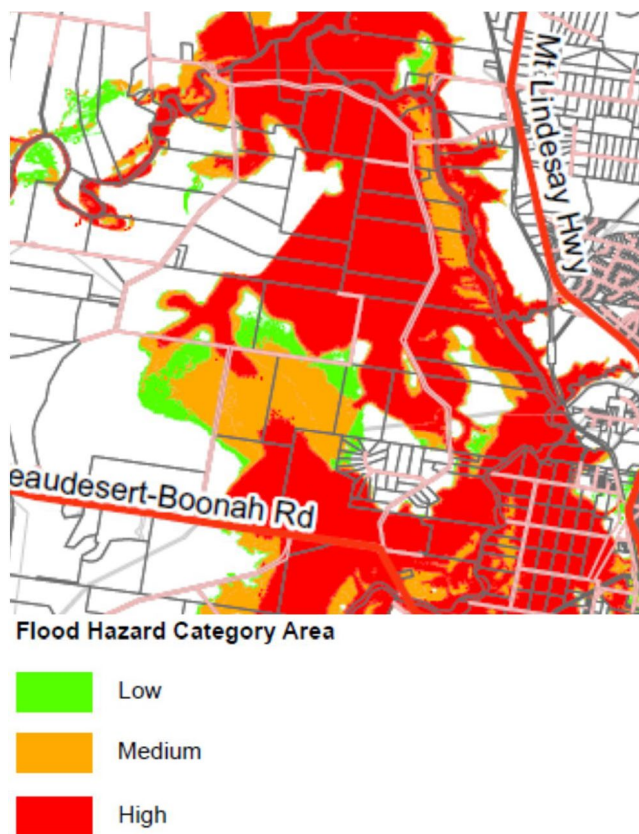 Mt. Lindesay Hwy
eaudesert-Boonah Rd
Flood Hazard Category Area
Low
Medium
High